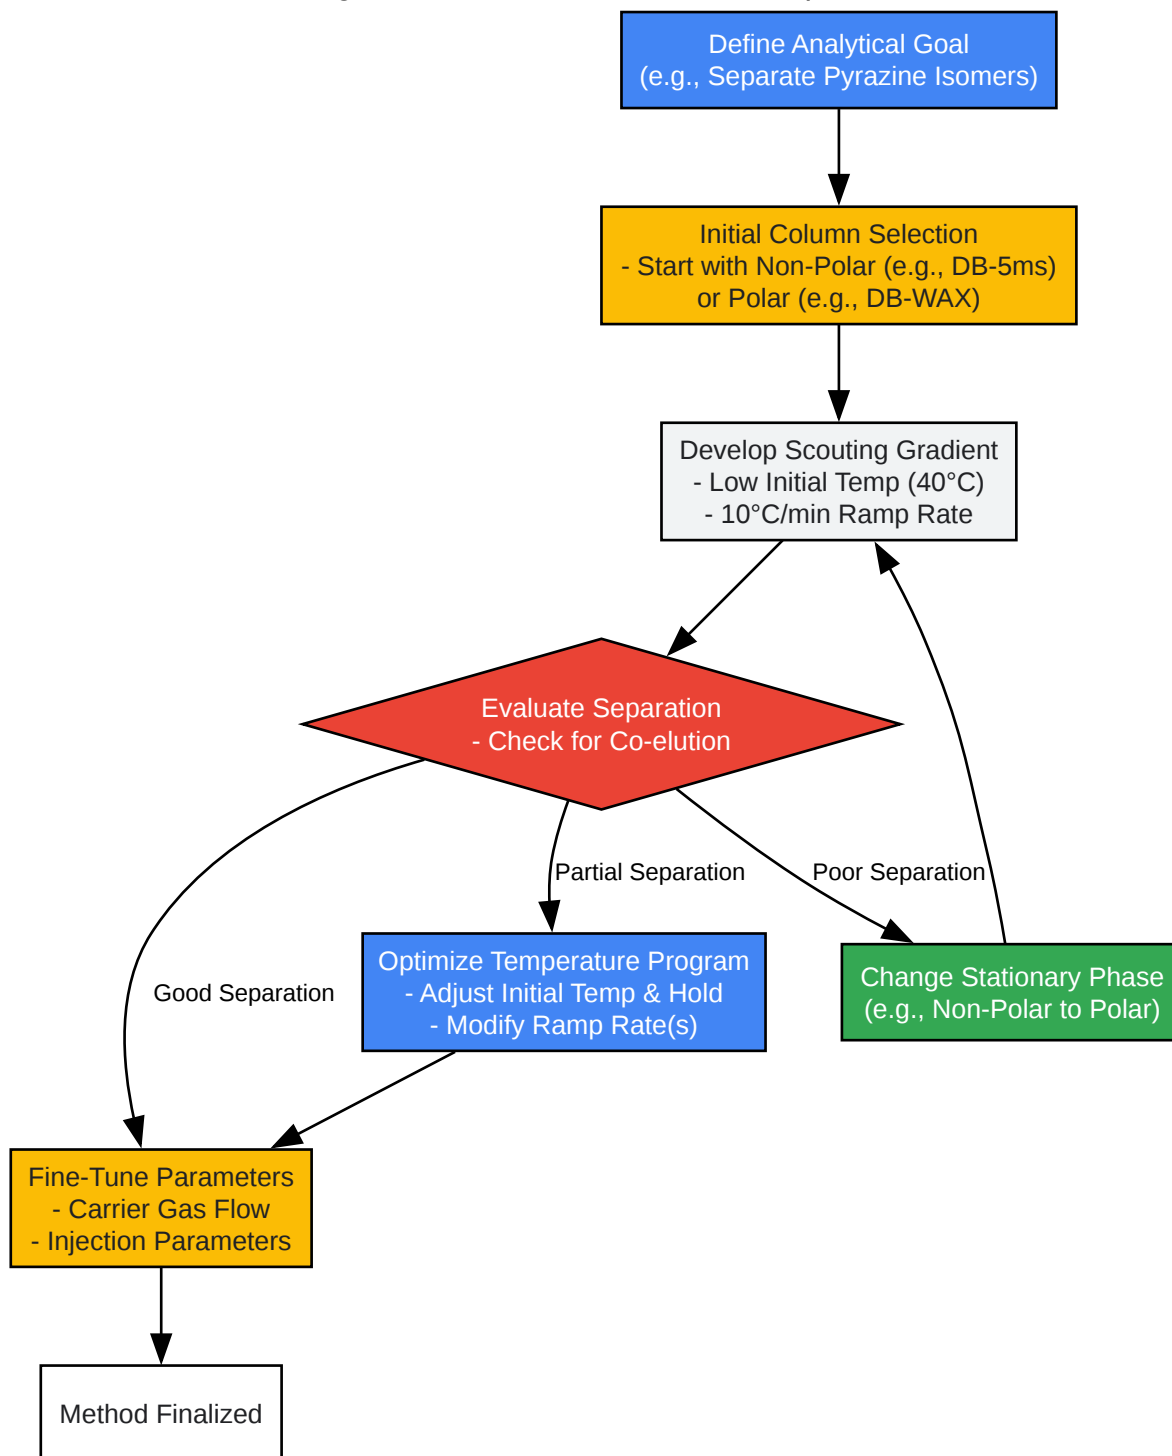 Define Analytical Goal
(e.g., Separate Pyrazine Isomers)
Initial Column Selection
- Start with Non-Polar (e.g., DB-5ms)
or Polar (e.g., DB-WAX)
Develop Scouting Gradient
- Low Initial Temp (40°C)
- 10°C/min Ramp Rate
Evaluate Separation
- Check for Co-elution
Partial Separation
Poor Separation
Good Separation
Optimize Temperature Program
- Adjust Initial Temp & Hold
- Modify Ramp Rate(s)
Change Stationary Phase
(e.g., Non-Polar to Polar)
Fine-Tune Parameters
- Carrier Gas Flow
- Injection Parameters
Method Finalized